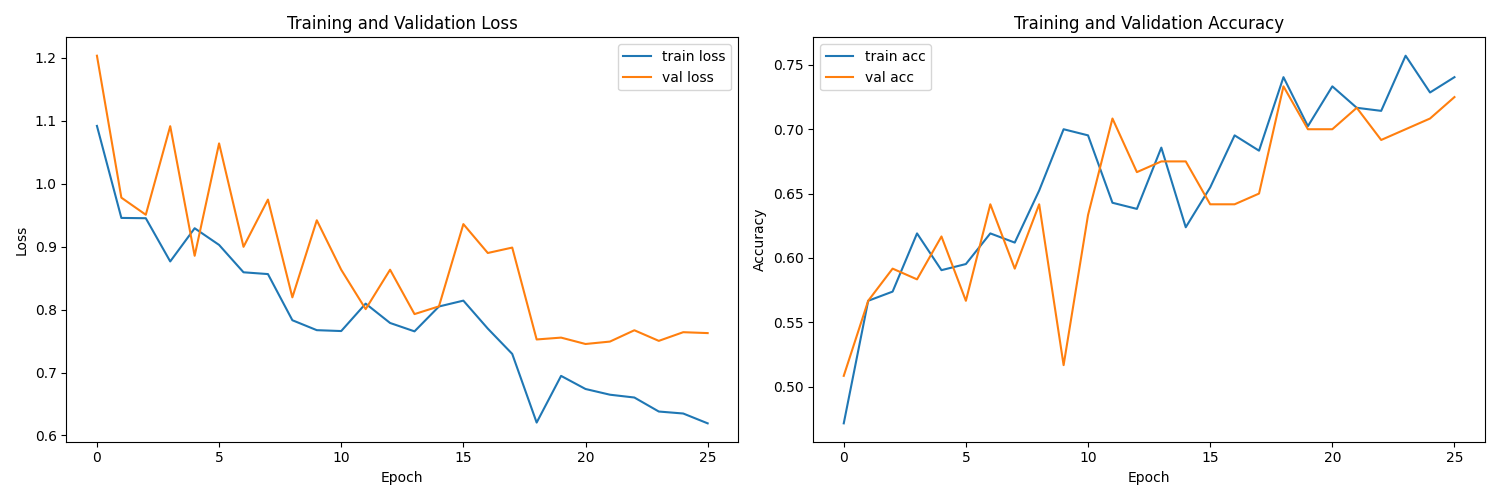 Training and Validation Loss
train loss
val loss
1.2
1.1
1.0
0.9
0.8
0.7
0.6
Loss
0
5
10
15
20
25
Epoch
Training and Validation Accuracy
train acc
val acc
0.75
0.70
0.65
0.60
0.55
0.50
Accuracy
0
5
10
15
20
25
Epoch